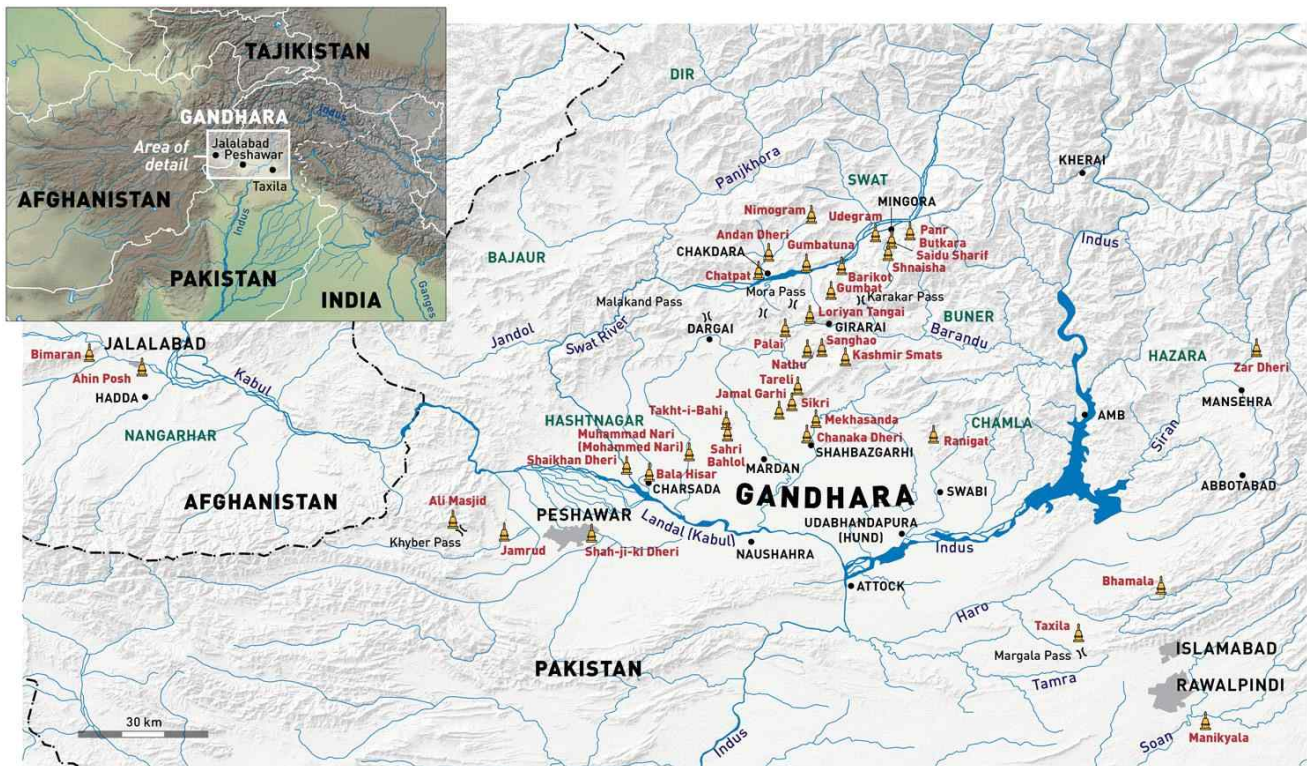 TAJIKISTAN
GANDHARA
Indus
Area of
detail
Jalalabad
Peshawar
Taxila
AFGHANISTAN
Indus
PAKISTAN
INDIA
Ganges
DIR
Panjkhora
KHERAI
SWAT
MINGORA
Nimogram
Udegram
Andan Dheri
Gumbatuna
Panr
Butkara
Saidu Sharif
Shnaisha
CHAKDARA
Chatpat
Barikot
Gumbat
Indus
BAJAUR
Mora Pass
Karakar Pass
Malakand Pass
Loriyan Tangai
BUNER
DARGAI
GIRARAI
Barandu
Jandol
Swat River
Palai
Sanghao
Nathu
Kashmir Smats
HAZARA
Zar Dheri
JALALABAD
Bimaran
Ahin Posh
Kabul
HADDA
Tareli
Jamal Garhi
Sikri
MANSEHRA
HASHTNAGAR
Takht-i-Bahi
Mekhasanda
CHAMLA
AMB
Siran
NANGARHAR
Muhammad Nari
(Mohammed Nari)
Sahri
Bahlol
Chanaka Dheri
SHAHBAZGARHI
Ranigat
Shaikhan Dheri
Bala Hisar
CHARSADA
MARDAN
ABBOTABAD
AFGHANISTAN
GANDHARA
SWABI
Ali Masjid
Khyber Pass
Jamrud
PESHAWAR
Shah-ji-ki Dheri
Landal (Kabul)
NAUSHAHRA
UDABHANDAPURA
(HUND)
Indus
ATTOCK
Bhamala
Haro
Taxila
Margala Pass
ISLAMABAD
PAKISTAN
Tamra
RAWALPINDI
30 km
Indus
Soan
Manikyala